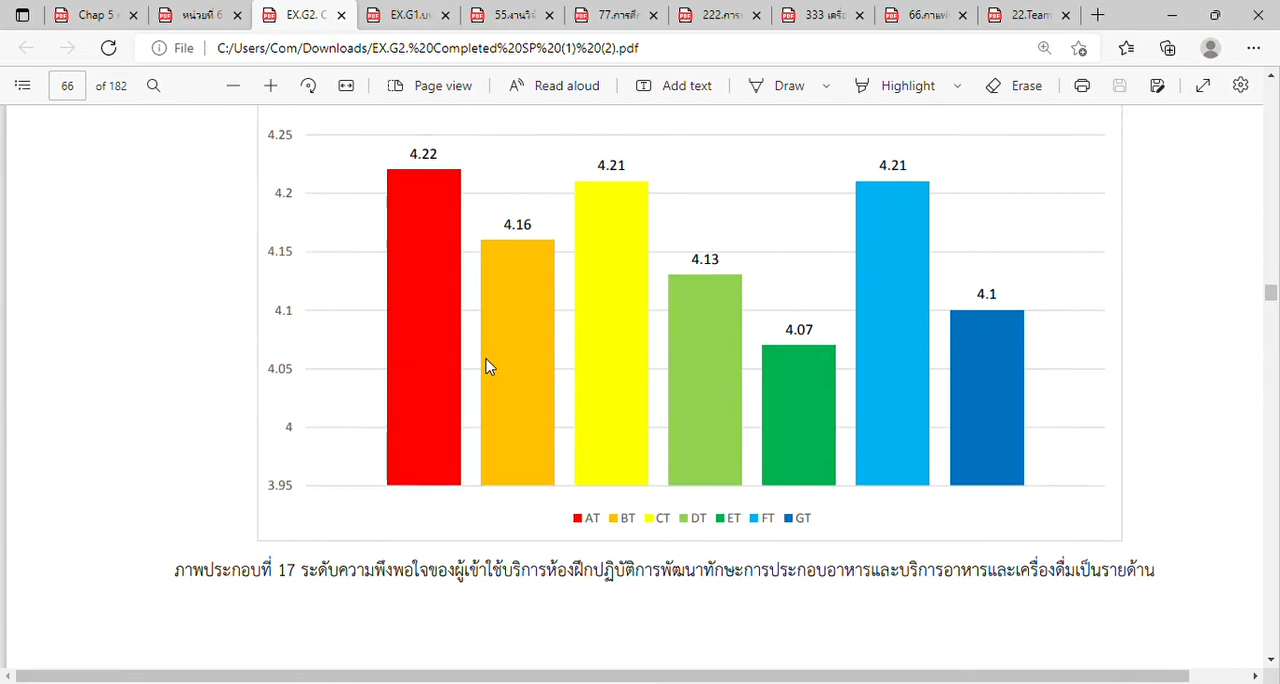 Chap 5
หน่วยที่ 6
EX.G2. C
EX.G1.
55.งานวิ
77.การศึ
222.การ
333
66.กาแฟ
22.Team
File C:/Users/Com/Downloads/EX.G2.%20Completed%20SP%20(1)%20(2).pdf
66 of 182 Page view Read aloud Add text Draw Highlight Erase
4.25
4.2
4.15
4.1
4.05
4
3.95
4.22
4.16
4.21
4.13
4.07
4.21
4.1
AT BT CT DT ET FT GT
ภาพประกอบที่ 17 ระดับความพึงพอใจของผู้เข้าใช้บริการห้องฝึกปฏิบัติการพัฒนาทักษะการประกอบอาหารและบริการอาหารและเครื่องดื่มเป็นรายด้าน